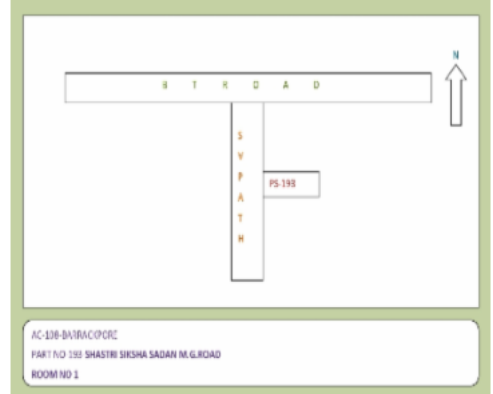 N
B T R O A D
S V P A T H
PS-193
AC-108-BARRACKPORE
PART NO 193 SHASTRI SIKSHA SADAN M.G.ROAD
ROOM NO 1